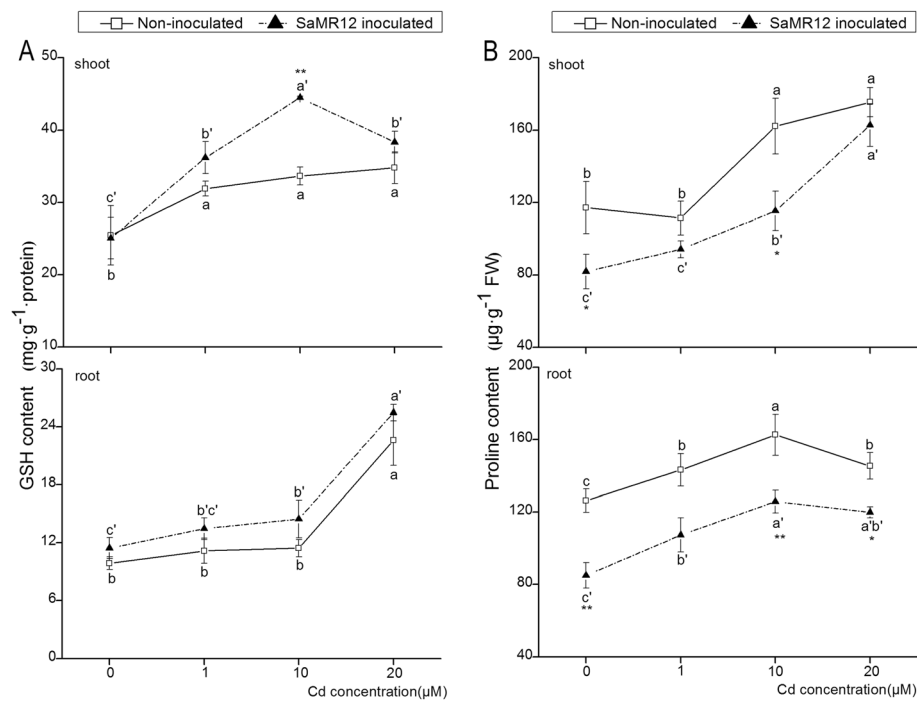 Non-inoculated SaMR12 inoculated
A
shoot
GSH content (mg·g⁻¹·protein)
50
40
30
20
10
c'
b
b'
a
**
a'
a
b'
a
root
30
24
18
12
6
0
c'
b
b'c'
b
b'
b
a'
a
0 1 10 20
Cd concentration(μM)
Non-inoculated SaMR12 inoculated
B
shoot
Proline content (μg·g⁻¹ FW)
200
160
120
80
40
b
c'
*
b
c'
a
b'
*
a
a'
root
200
160
120
80
40
c
c'
**
b
b'
a
a'
**
b
a'b'
*
0 1 10 20
Cd concentration(μM)